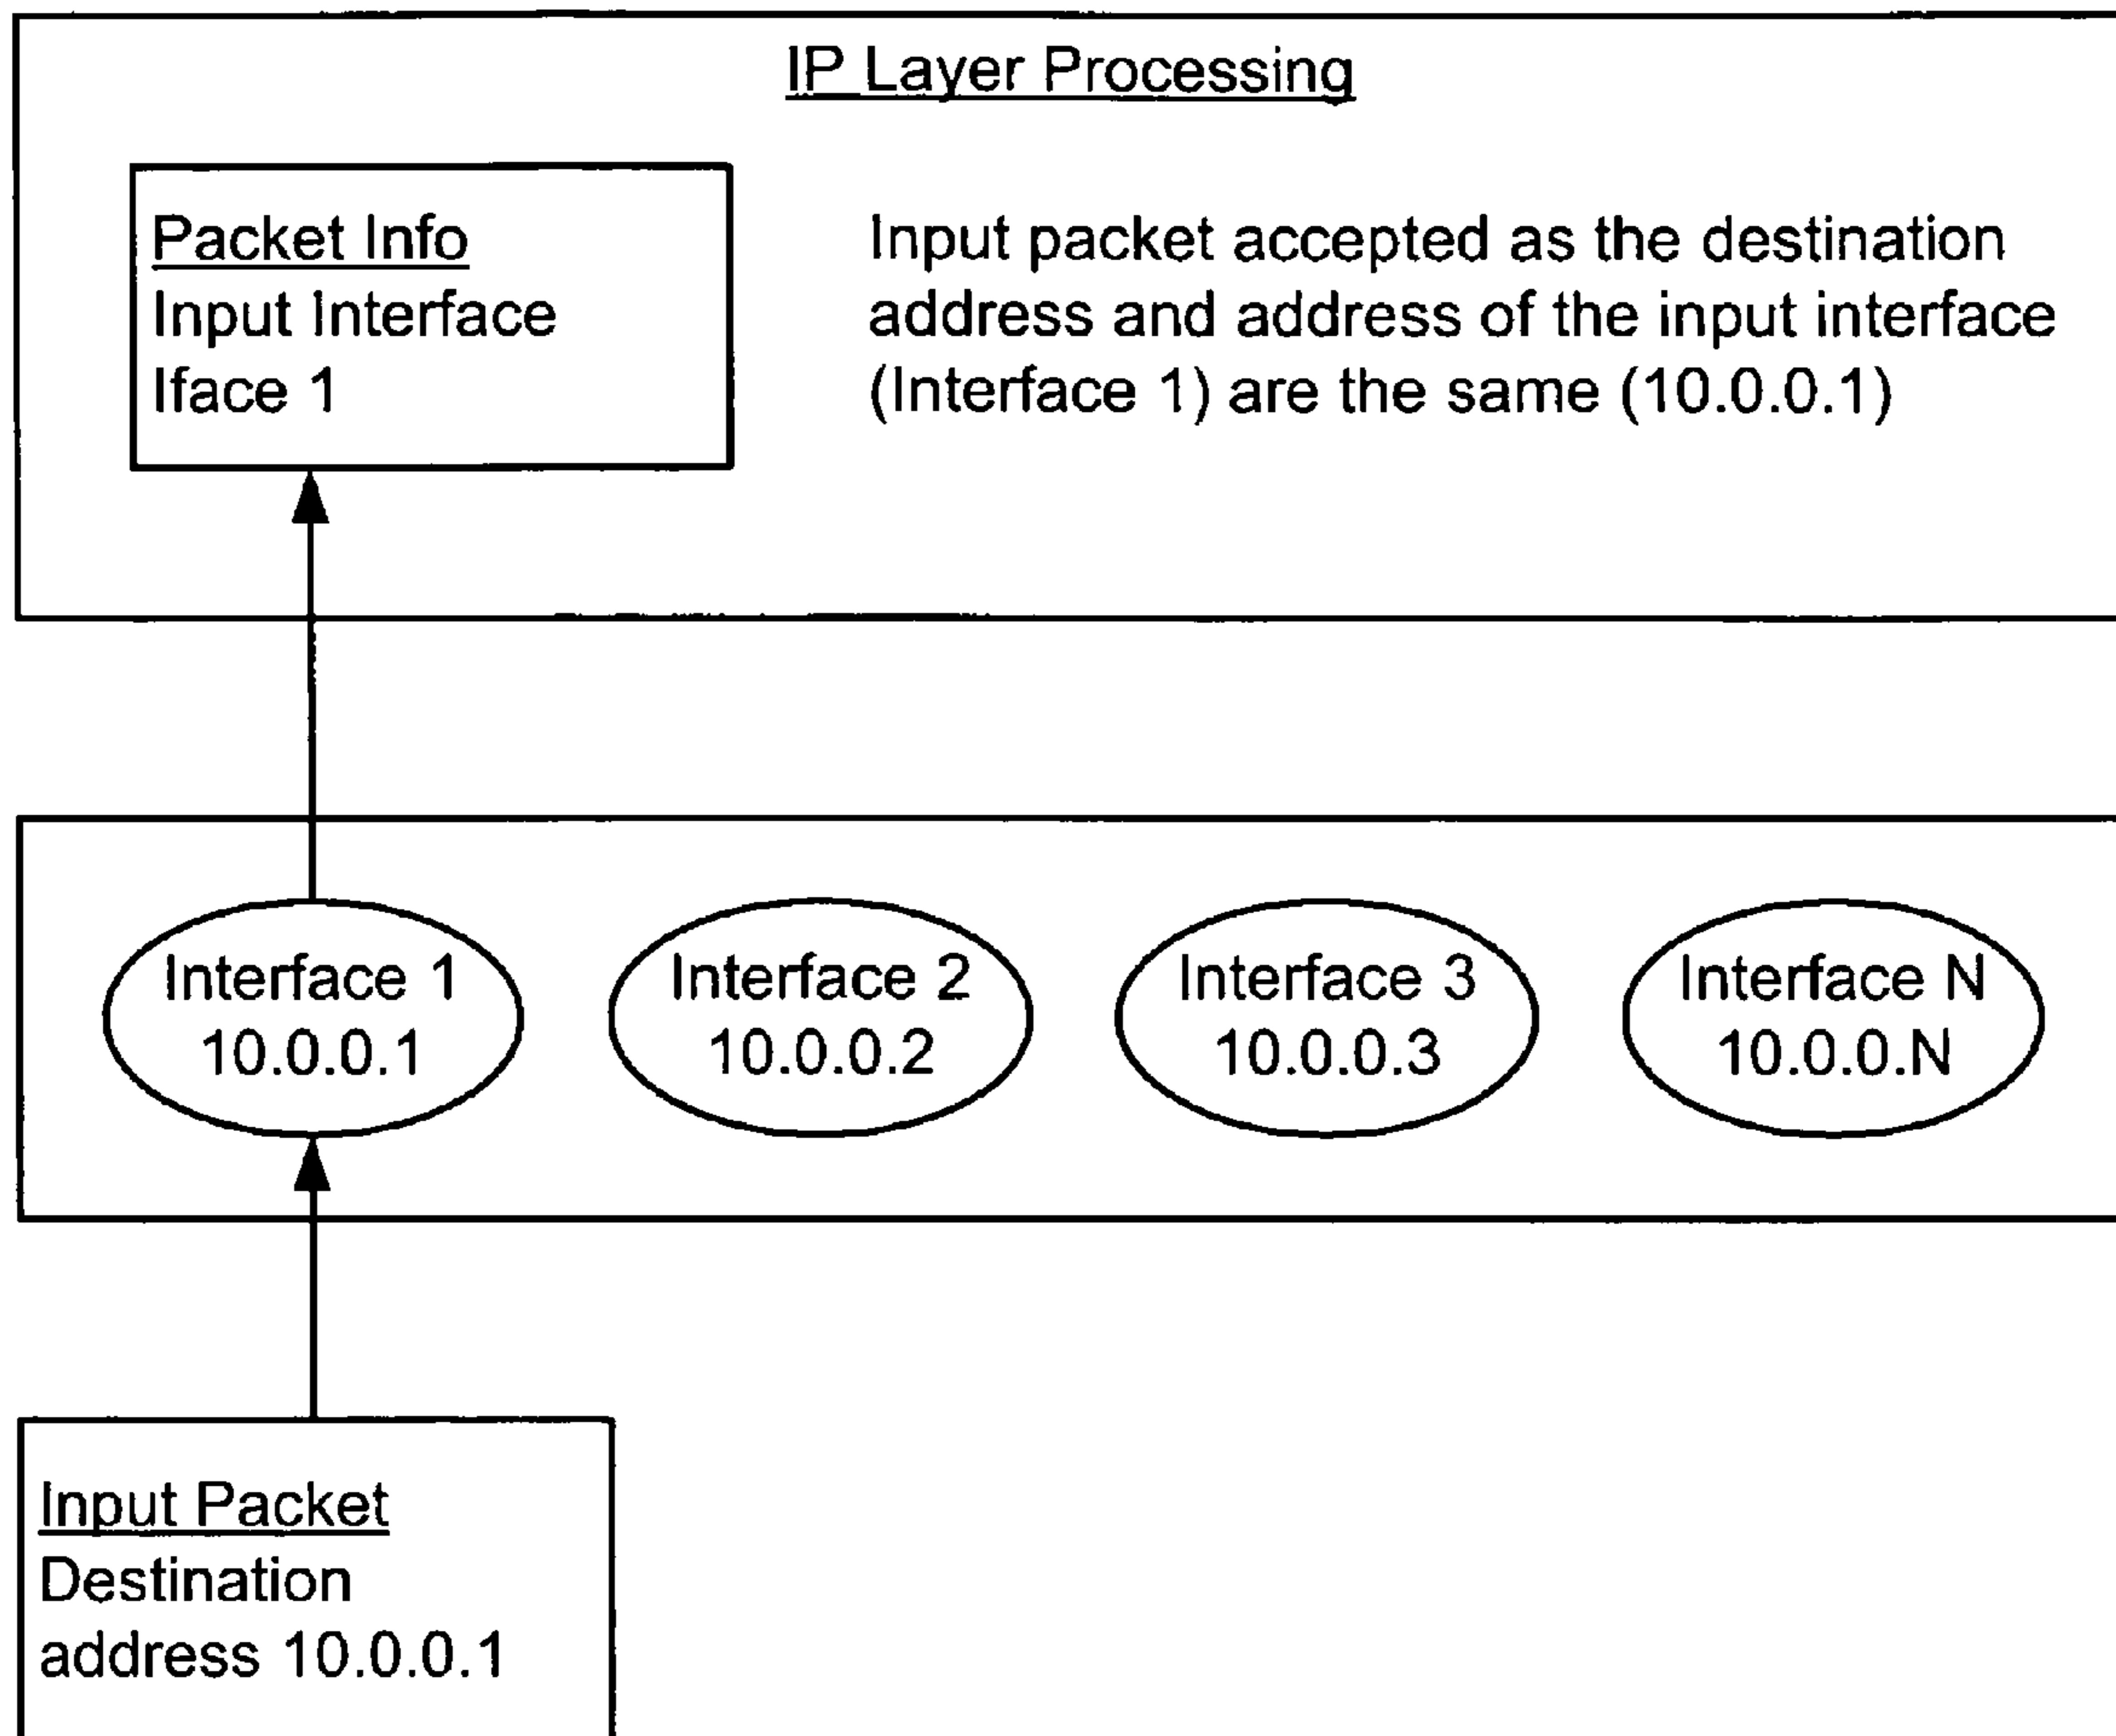 IP Layer Processing
Packet Info
Input Interface
Iface 1
Input packet accepted as the destination
address and address of the input interface
(Interface 1) are the same (10.0.0.1)
Interface 1
10.0.0.1
Interface 2
10.0.0.2
Interface 3
10.0.0.3
Interface N
10.0.0.N
Input Packet
Destination
address 10.0.0.1